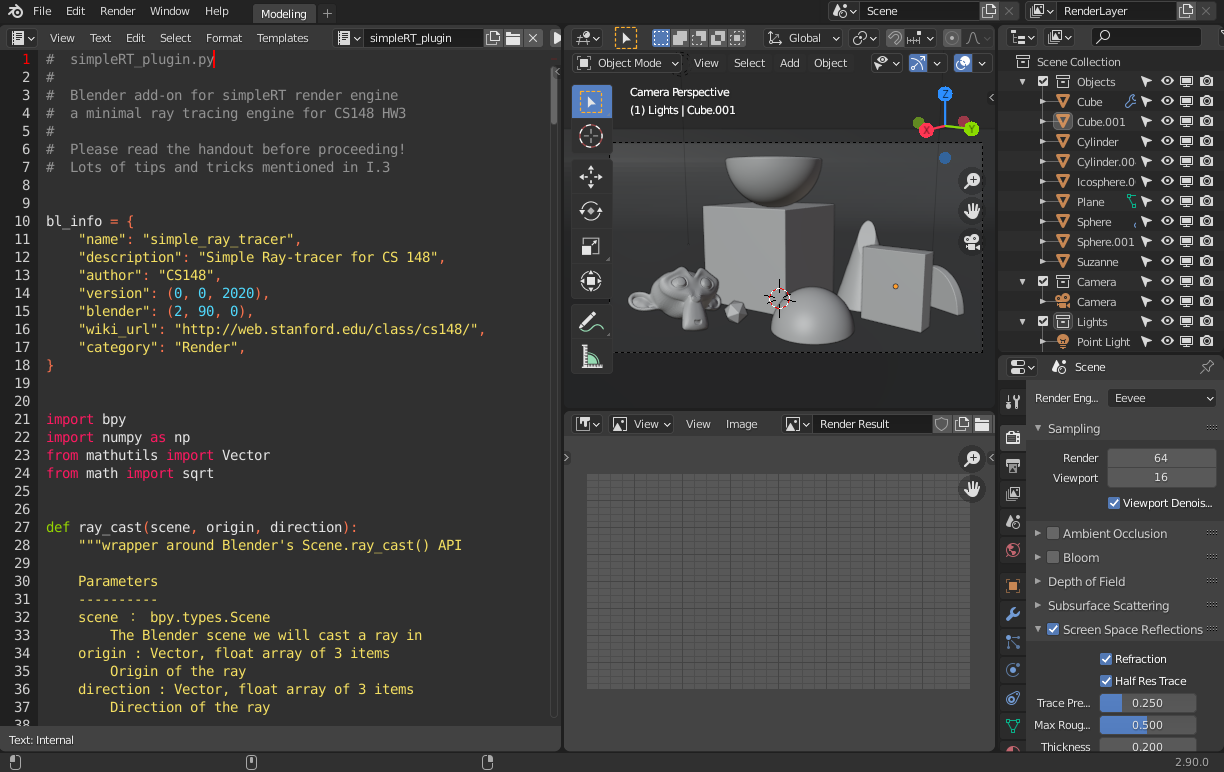 File Edit Render Window Help Modeling + Scene RenderLayer
View Text Edit Select Format Templates simpleRT_plugin
Global
Object Mode View Select Add Object
1 # simpleRT_plugin.py
2 #
3 # Blender add-on for simpleRT render engine
4 # a minimal ray tracing engine for CS148 HW3
5 #
6 # Please read the handout before proceeding!
7 # Lots of tips and tricks mentioned in I.3
8
9
10 bl_info = {
11 "name": "simple_ray_tracer",
12 "description": "Simple Ray-tracer for CS 148",
13 "author": "CS148",
14 "version": (0, 0, 2020),
15 "blender": (2, 90, 0),
16 "wiki_url": "http://web.stanford.edu/class/cs148/",
17 "category": "Render",
18 }
19
20
21 import bpy
22 import numpy as np
23 from mathutils import Vector
24 from math import sqrt
25
26
27 def ray_cast(scene, origin, direction):
28 """wrapper around Blender's Scene.ray_cast() API
29
30 Parameters
31 ----------
32 scene : bpy.types.Scene
33 The Blender scene we will cast a ray in
34 origin : Vector, float array of 3 items
35 Origin of the ray
36 direction : Vector, float array of 3 items
37 Direction of the ray
38
Text: Internal
Camera Perspective
(1) Lights | Cube.001
Z
X
Y
View View Image Render Result
Scene Collection
Objects
Cube
Cube.001
Cylinder
Cylinder.00
Icosphere.0
Plane
Sphere
Sphere.001
Suzanne
Camera
Camera
Lights
Point Light
Scene
Render Eng... Eevee
Sampling
Render 64
Viewport 16
Viewport Denois...
Ambient Occlusion
Bloom
Depth of Field
Subsurface Scattering
Screen Space Reflections
Refraction
Half Res Trace
Trace Pre... 0.250
Max Roug... 0.500
Thickness 0.200
2.90.0